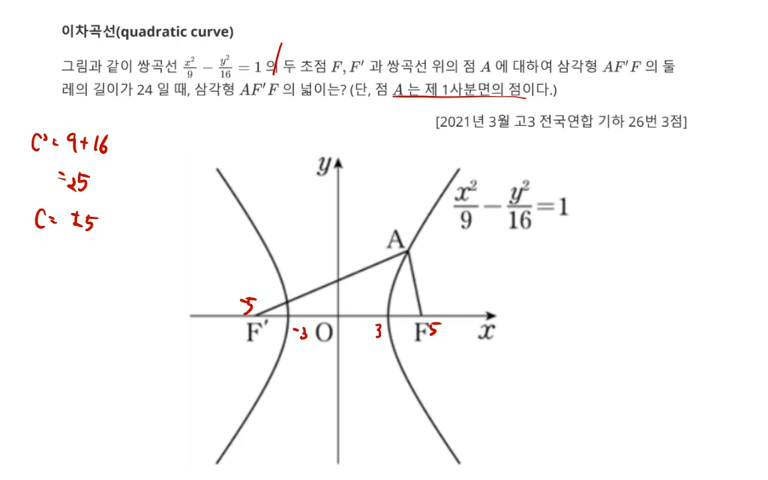 이차곡선(quadratic curve)
그림과 같이 쌍곡선 x²/9 − y²/16 = 1 의 두 초점 F, F′ 과 쌍곡선 위의 점 A 에 대하여 삼각형 AF′F 의 둘
레의 길이가 24 일 때, 삼각형 AF′F 의 넓이는? (단, 점 A 는 제 1사분면의 점이다.)
[2021년 3월 고3 전국연합 기하 26번 3점]
C²= 9+16
=25
C= ±5
y
x²/9 − y²/16 = 1
A
-5
F′ -3 O 3 F 5 x